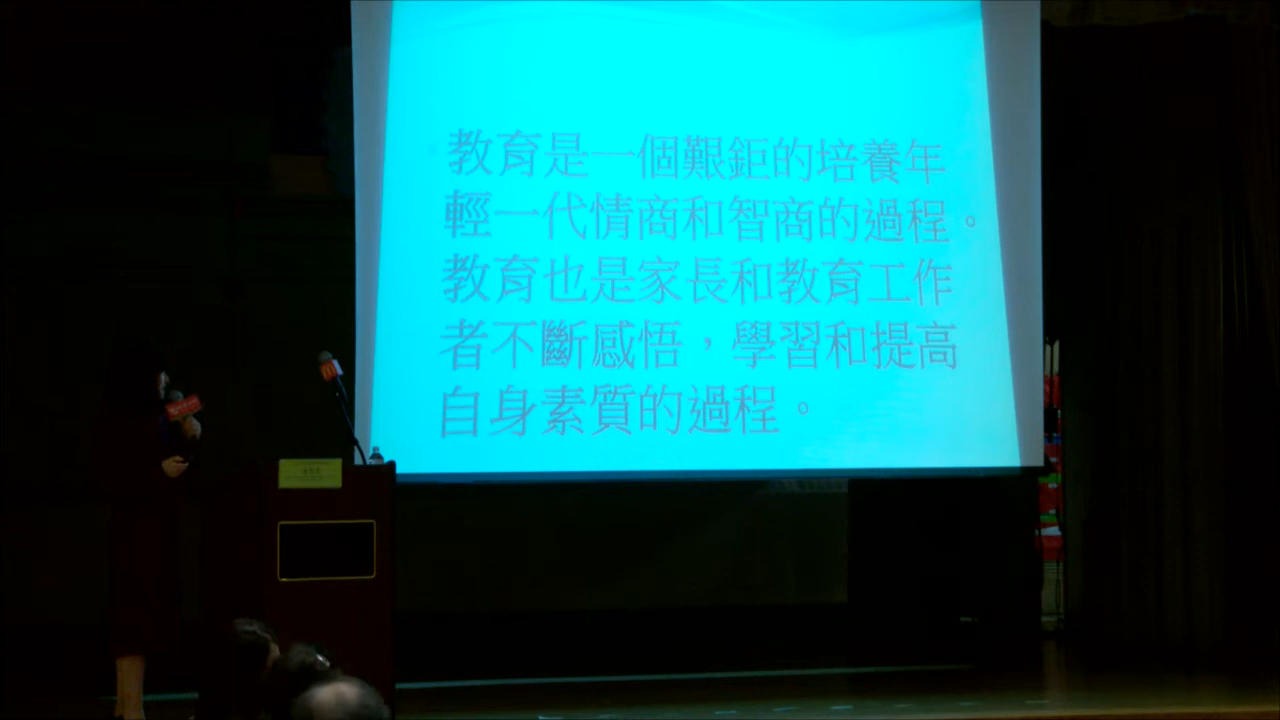 教育是一個艱鉅的培養年
輕一代情商和智商的過程。
教育也是家長和教育工作
者不斷感悟，學習和提高
自身素質的過程。